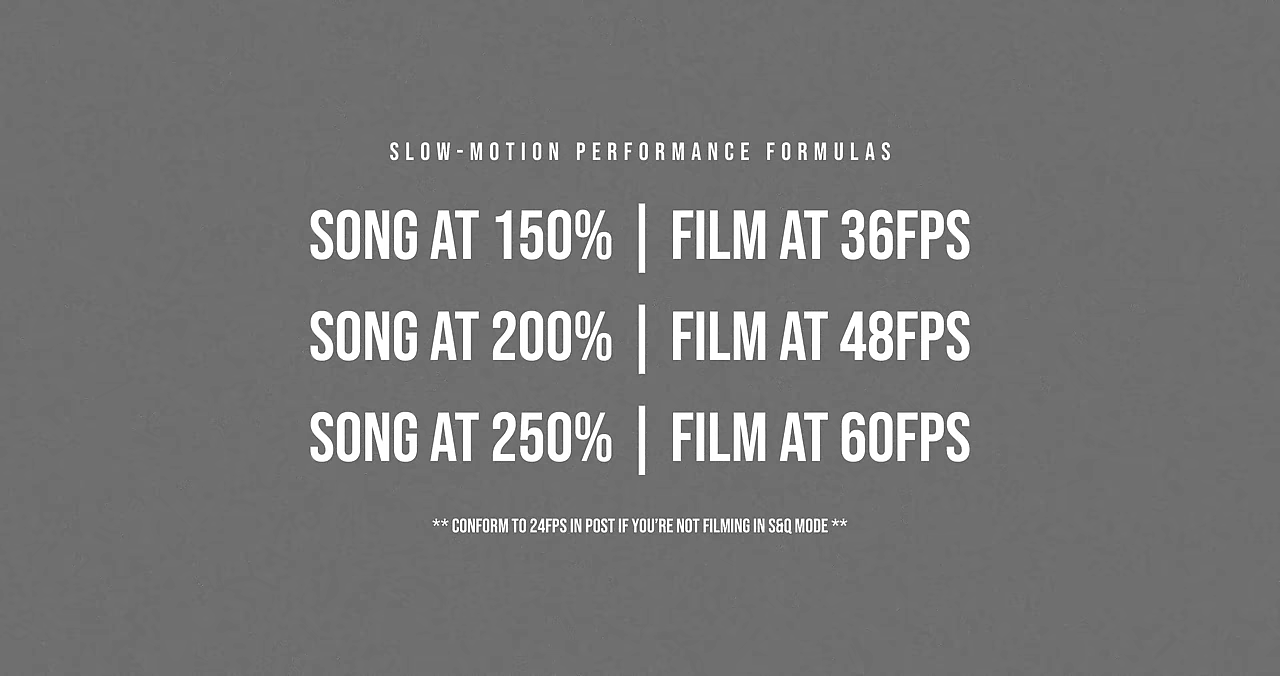 SLOW-MOTION PERFORMANCE FORMULAS
SONG AT 150% | FILM AT 36FPS
SONG AT 200% | FILM AT 48FPS
SONG AT 250% | FILM AT 60FPS
** CONFORM TO 24FPS IN POST IF YOU'RE NOT FILMING IN S&Q MODE **